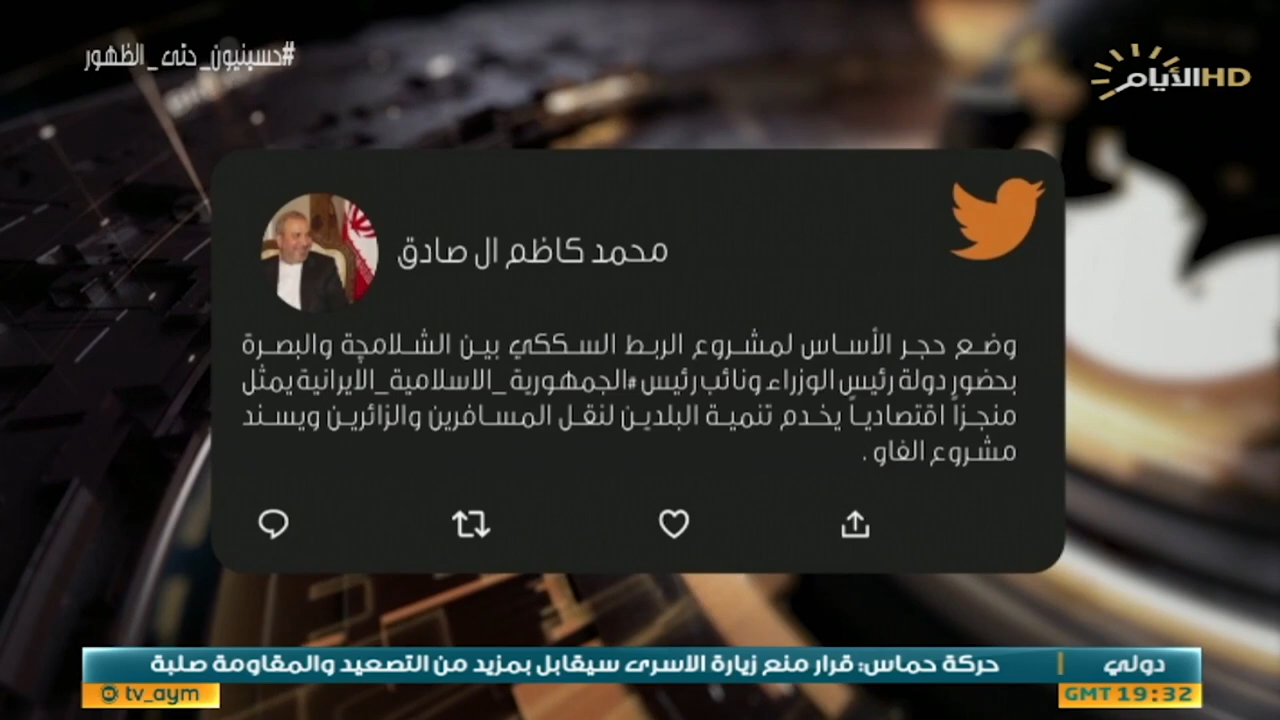 #حسينيون_حتى_الظهور
الأيام HD
محمد كاظم ال صادق
وضع حجر الأساس لمشروع الربط السككي بين الشلامجة والبصرة
بحضور دولة رئيس الوزراء ونائب رئيس #الجمهورية_الاسلامية_الايرانية يمثل
منجزاً اقتصادياً يخدم تنمية البلدين لنقل المسافرين والزائرين ويسند
مشروع الفاو .
دولي | حركة حماس: قرار منع زيارة الاسرى سيقابل بمزيد من التصعيد والمقاومة صلبة
GMT 19:32
tv_aym